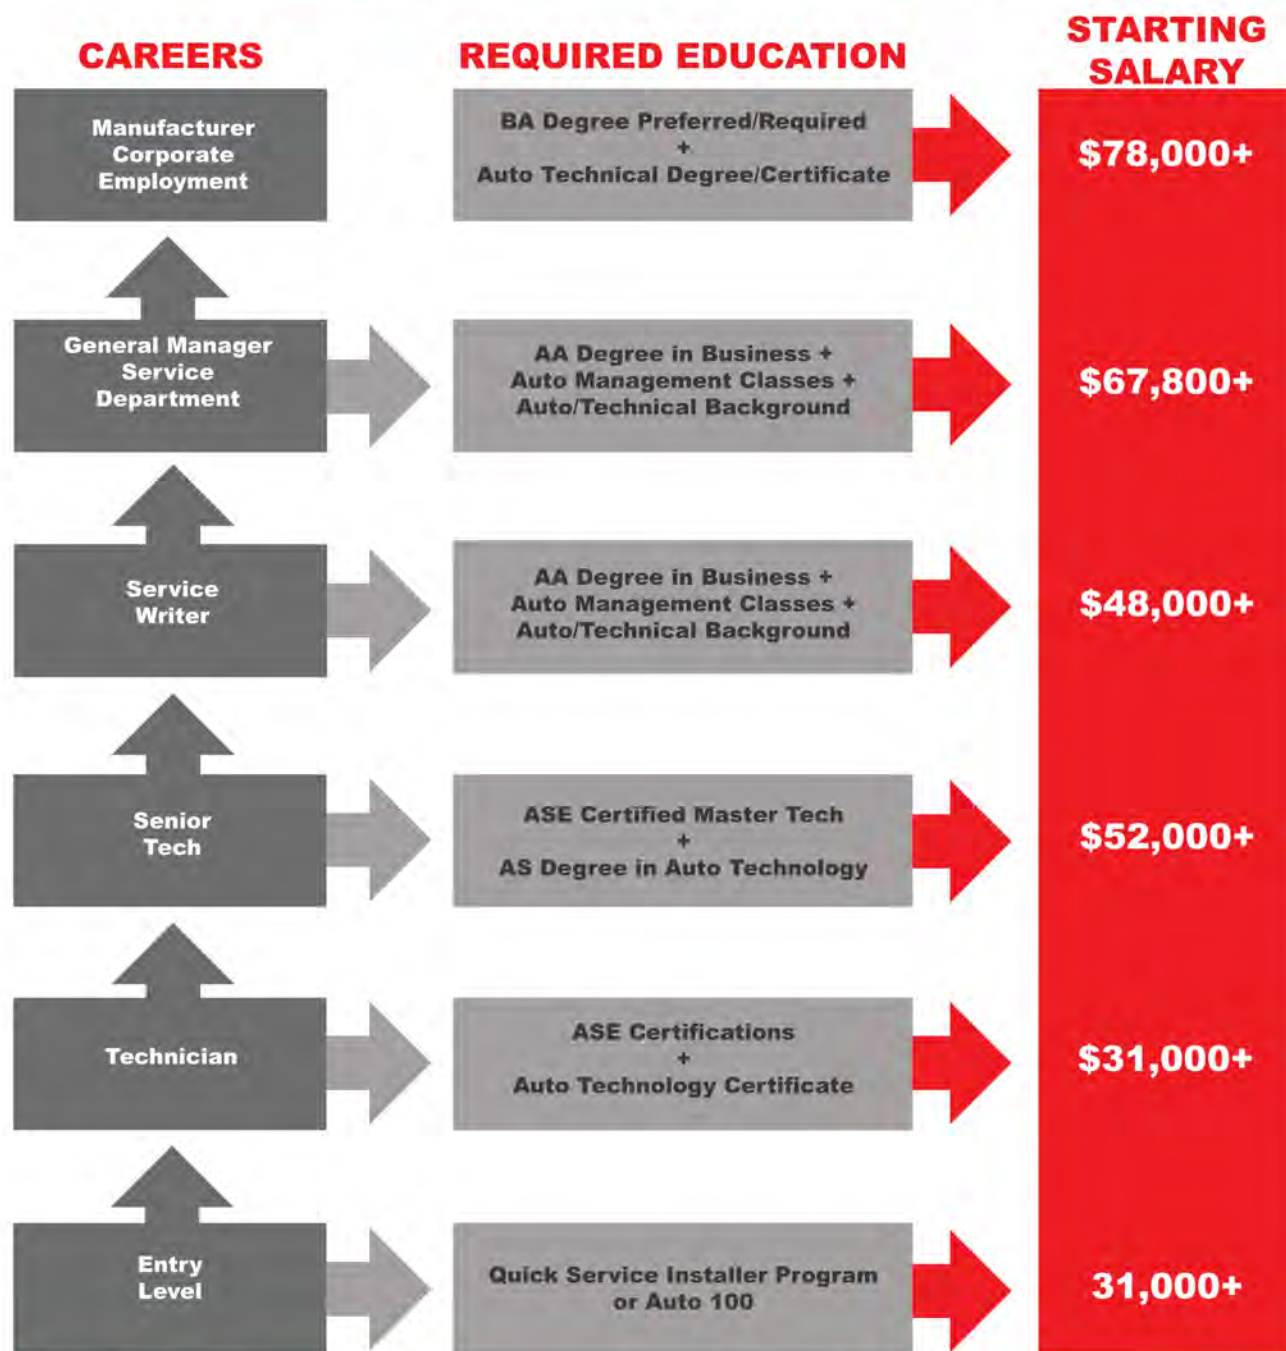 CAREERS
REQUIRED EDUCATION
STARTING
SALARY
Manufacturer
Corporate
Employment
BA Degree Preferred/Required
+
Auto Technical Degree/Certificate
$78,000+
General Manager
Service
Department
AA Degree in Business +
Auto Management Classes +
Auto/Technical Background
$67,800+
Service
Writer
AA Degree in Business +
Auto Management Classes +
Auto/Technical Background
$48,000+
Senior
Tech
ASE Certified Master Tech
+
AS Degree in Auto Technology
$52,000+
Technician
ASE Certifications
+
Auto Technology Certificate
$31,000+
Entry
Level
Quick Service Installer Program
or Auto 100
31,000+